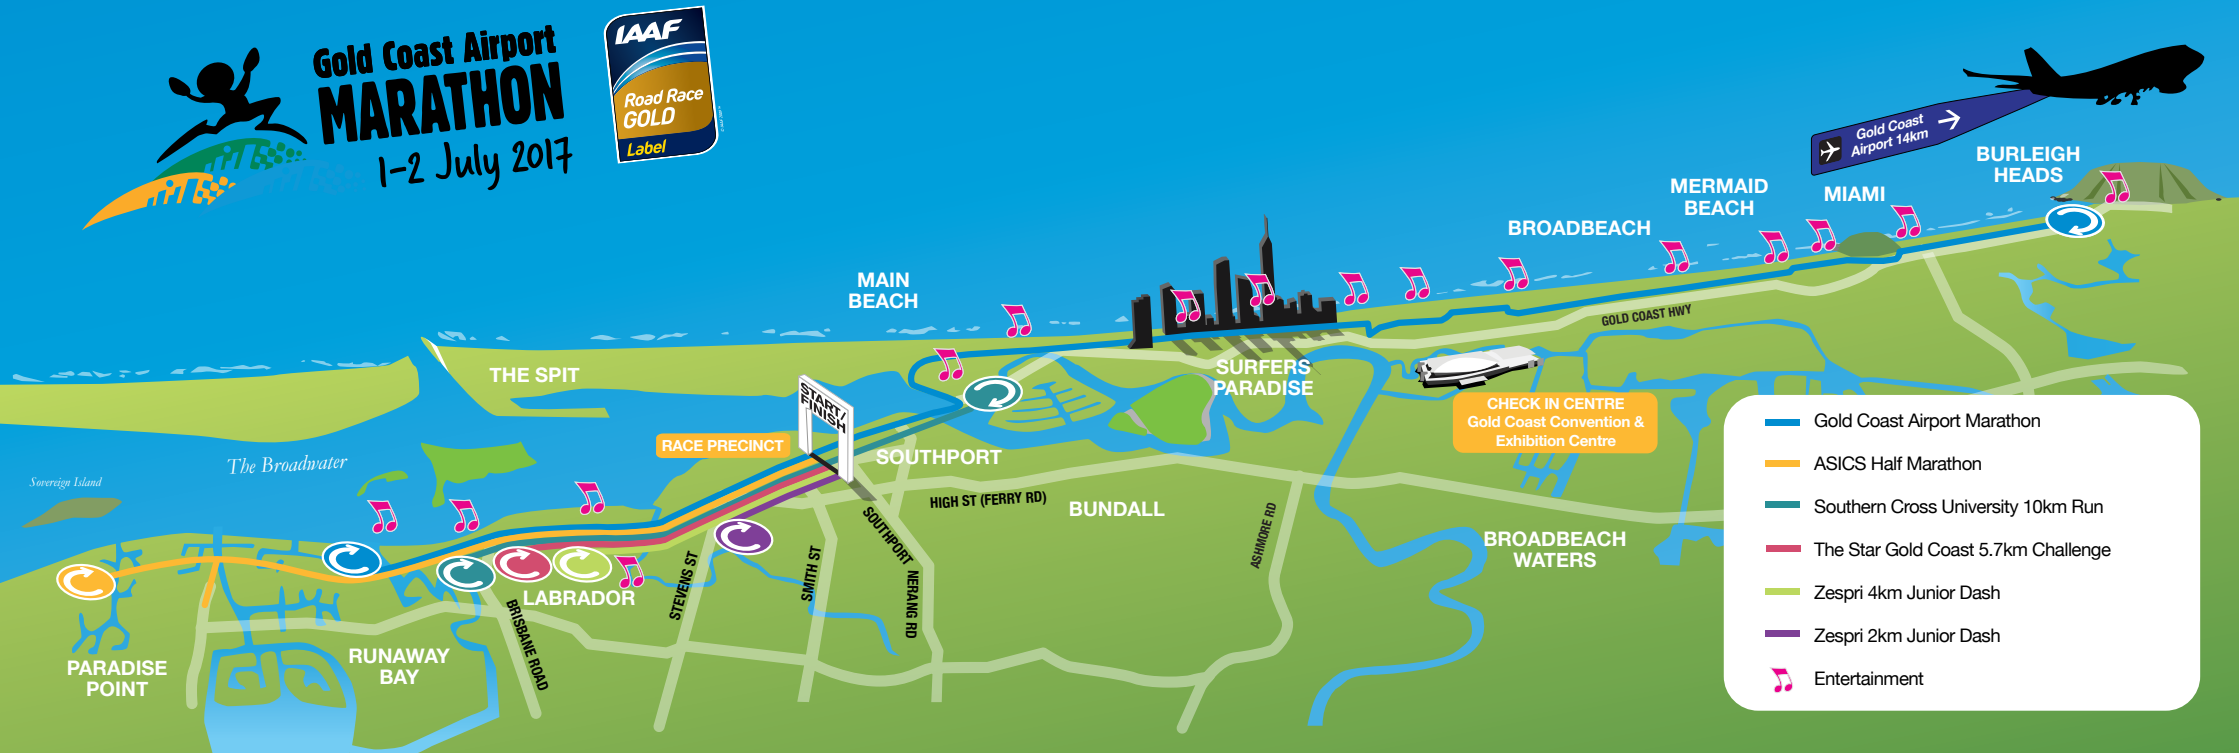 Gold Coast Airport
MARATHON
1-2 July 2017
IAAF
Road Race
GOLD
Label
Gold Coast
Airport 14km
BURLEIGH
HEADS
MIAMI
MERMAID
BEACH
BROADBEACH
MAIN
BEACH
GOLD COAST HWY
SURFERS
PARADISE
THE SPIT
START/
FINISH
CHECK IN CENTRE
Gold Coast Convention &
Exhibition Centre
RACE PRECINCT
SOUTHPORT
The Broadwater
Sovereign Island
HIGH ST (FERRY RD)
BUNDALL
ASHMORE RD
BROADBEACH
WATERS
SOUTHPORT
NERANG RD
SMITH ST
STEVENS ST
LABRADOR
BRISBANE ROAD
RUNAWAY
BAY
PARADISE
POINT
Gold Coast Airport Marathon
ASICS Half Marathon
Southern Cross University 10km Run
The Star Gold Coast 5.7km Challenge
Zespri 4km Junior Dash
Zespri 2km Junior Dash
Entertainment